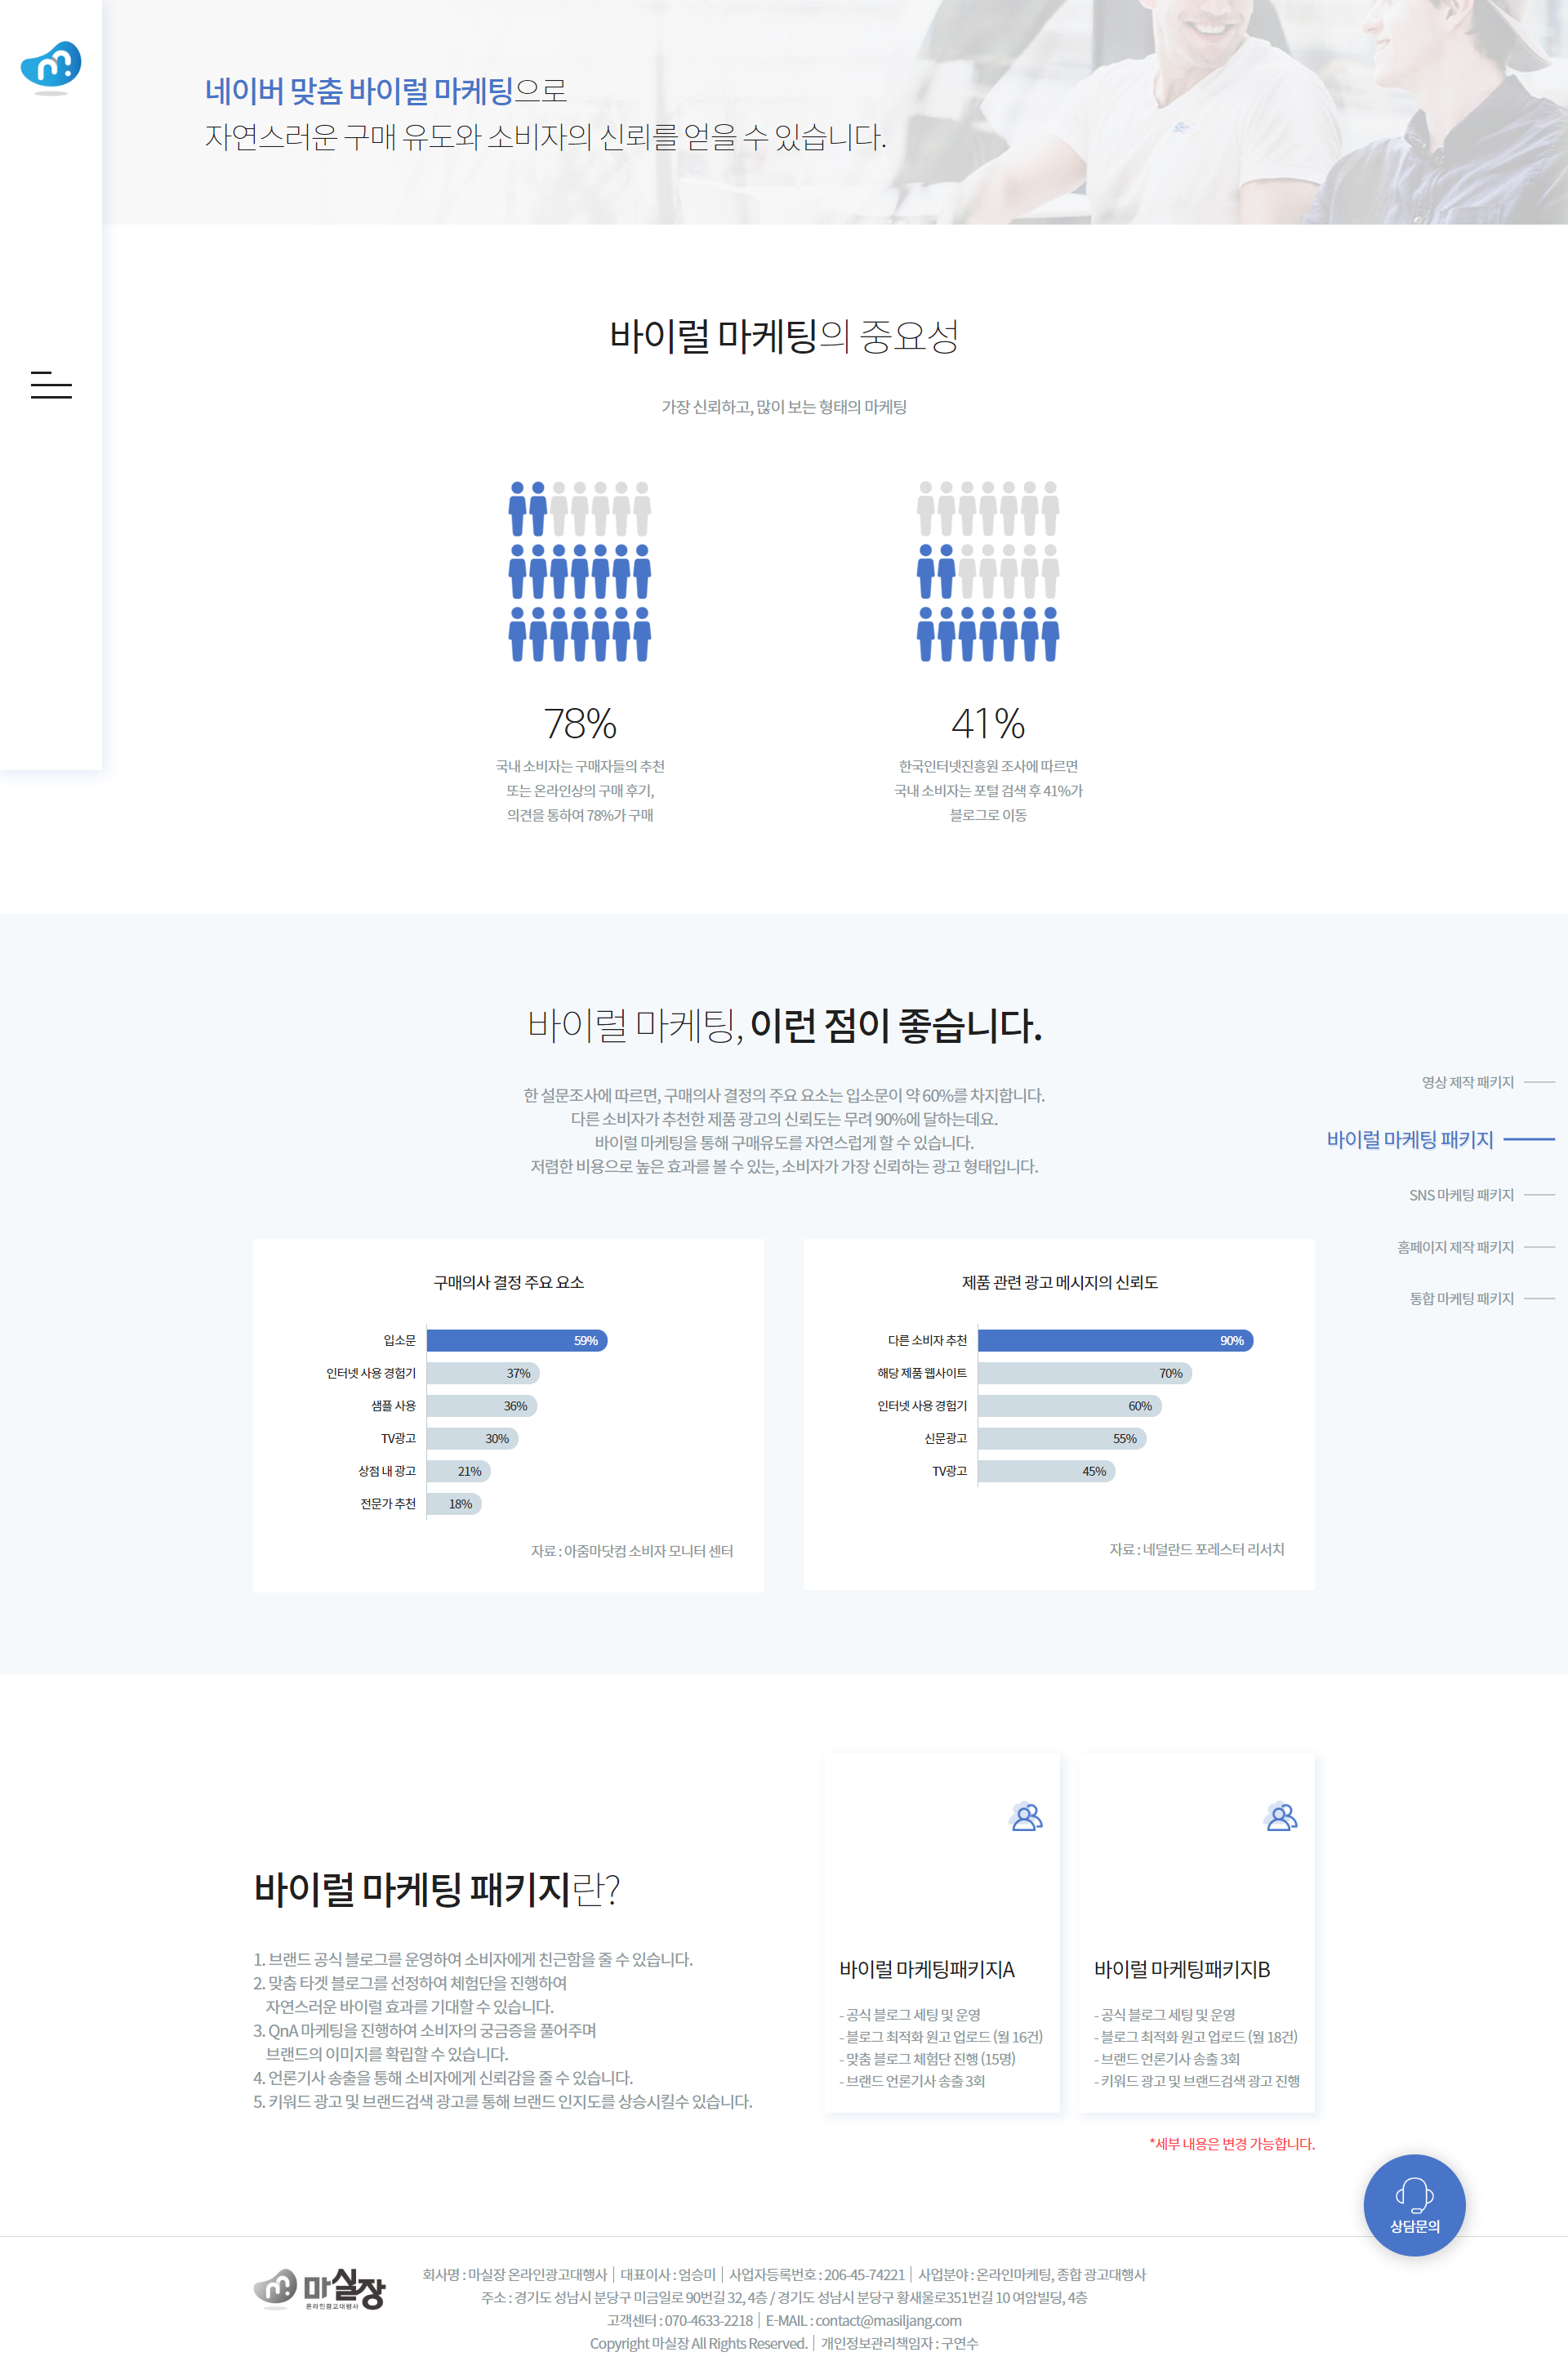 네이버 맞춤 바이럴 마케팅으로
자연스러운 구매 유도와 소비자의 신뢰를 얻을 수 있습니다.
바이럴 마케팅의 중요성
가장 신뢰하고, 많이 보는 형태의 마케팅
78%
국내 소비자는 구매자들의 추천
또는 온라인상의 구매 후기,
의견을 통하여 78%가 구매
41%
한국인터넷진흥원 조사에 따르면
국내 소비자는 포털 검색 후 41%가
블로그로 이동
바이럴 마케팅, 이런 점이 좋습니다.
한 설문조사에 따르면, 구매의사 결정의 주요 요소는 입소문이 약 60%를 차지합니다.
다른 소비자가 추천한 제품 광고의 신뢰도는 무려 90%에 달하는데요.
바이럴 마케팅을 통해 구매유도를 자연스럽게 할 수 있습니다.
저렴한 비용으로 높은 효과를 볼 수 있는, 소비자가 가장 신뢰하는 광고 형태입니다.
영상 제작 패키지
바이럴 마케팅 패키지
SNS 마케팅 패키지
홈페이지 제작 패키지
통합 마케팅 패키지
구매의사 결정 주요 요소
입소문 59%
인터넷 사용 경험기 37%
샘플 사용 36%
TV광고 30%
상점 내 광고 21%
전문가 추천 18%
자료 : 아줌마닷컴 소비자 모니터 센터
제품 관련 광고 메시지의 신뢰도
다른 소비자 추천 90%
해당 제품 웹사이트 70%
인터넷 사용 경험기 60%
신문광고 55%
TV광고 45%
자료 : 네덜란드 포레스터 리서치
바이럴 마케팅 패키지란?
1. 브랜드 공식 블로그를 운영하여 소비자에게 친근함을 줄 수 있습니다.
2. 맞춤 타겟 블로그를 선정하여 체험단을 진행하여
자연스러운 바이럴 효과를 기대할 수 있습니다.
3. QnA 마케팅을 진행하여 소비자의 궁금증을 풀어주며
브랜드의 이미지를 확립할 수 있습니다.
4. 언론기사 송출을 통해 소비자에게 신뢰감을 줄 수 있습니다.
5. 키워드 광고 및 브랜드검색 광고를 통해 브랜드 인지도를 상승시킬수 있습니다.
바이럴 마케팅패키지A
- 공식 블로그 세팅 및 운영
- 블로그 최적화 원고 업로드 (월 16건)
- 맞춤 블로그 체험단 진행 (15명)
- 브랜드 언론기사 송출 3회
바이럴 마케팅패키지B
- 공식 블로그 세팅 및 운영
- 블로그 최적화 원고 업로드 (월 18건)
- 브랜드 언론기사 송출 3회
- 키워드 광고 및 브랜드검색 광고 진행
*세부 내용은 변경 가능합니다.
상담문의
마실장
온라인광고대행사
회사명 : 마실장 온라인광고대행사 │ 대표이사 : 엄승미 │ 사업자등록번호 : 206-45-74221 │ 사업분야 : 온라인마케팅, 종합 광고대행사
주소 : 경기도 성남시 분당구 미금일로 90번길 32, 4층 / 경기도 성남시 분당구 황새울로351번길 10 여암빌딩, 4층
고객센터 : 070-4633-2218 │ E-MAIL : contact@masiljang.com
Copyright 마실장 All Rights Reserved. │ 개인정보관리책임자 : 구연수